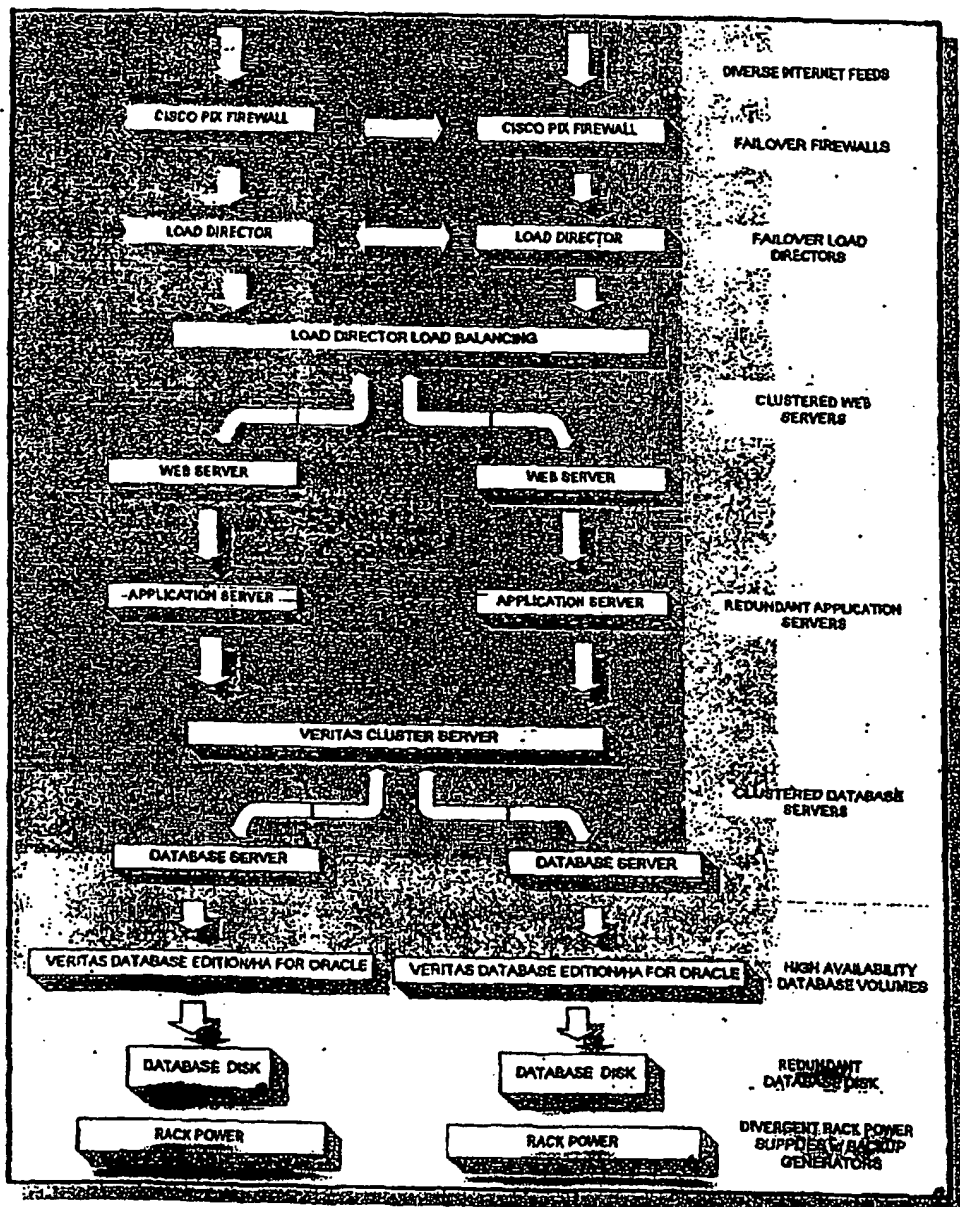 DIVERSE INTERNET FEEDS
CISCO PIX FIREWALL
CISCO PIX FIREWALL
FAILOVER FIREWALLS
LOAD DIRECTOR
LOAD DIRECTOR
FAILOVER LOAD
DIRECTORS
LOAD DIRECTOR LOAD BALANCING
CLUSTERED WEB
SERVERS
WEB SERVER
WEB SERVER
APPLICATION SERVER
APPLICATION SERVER
REDUNDANT APPLICATION
SERVERS
VERITAS CLUSTER SERVER
CLUSTERED DATABASE
SERVERS
DATABASE SERVER
DATABASE SERVER
VERITAS DATABASE EDITION/HA FOR ORACLE
VERITAS DATABASE EDITION/HA FOR ORACLE
HIGH AVAILABILITY
DATABASE VOLUMES
DATABASE DISK
DATABASE DISK
REDUNDANT
DATABASE DISK
RACK POWER
RACK POWER
DIVERGENT RACK POWER
SUPPLIES w/ BACKUP
GENERATORS